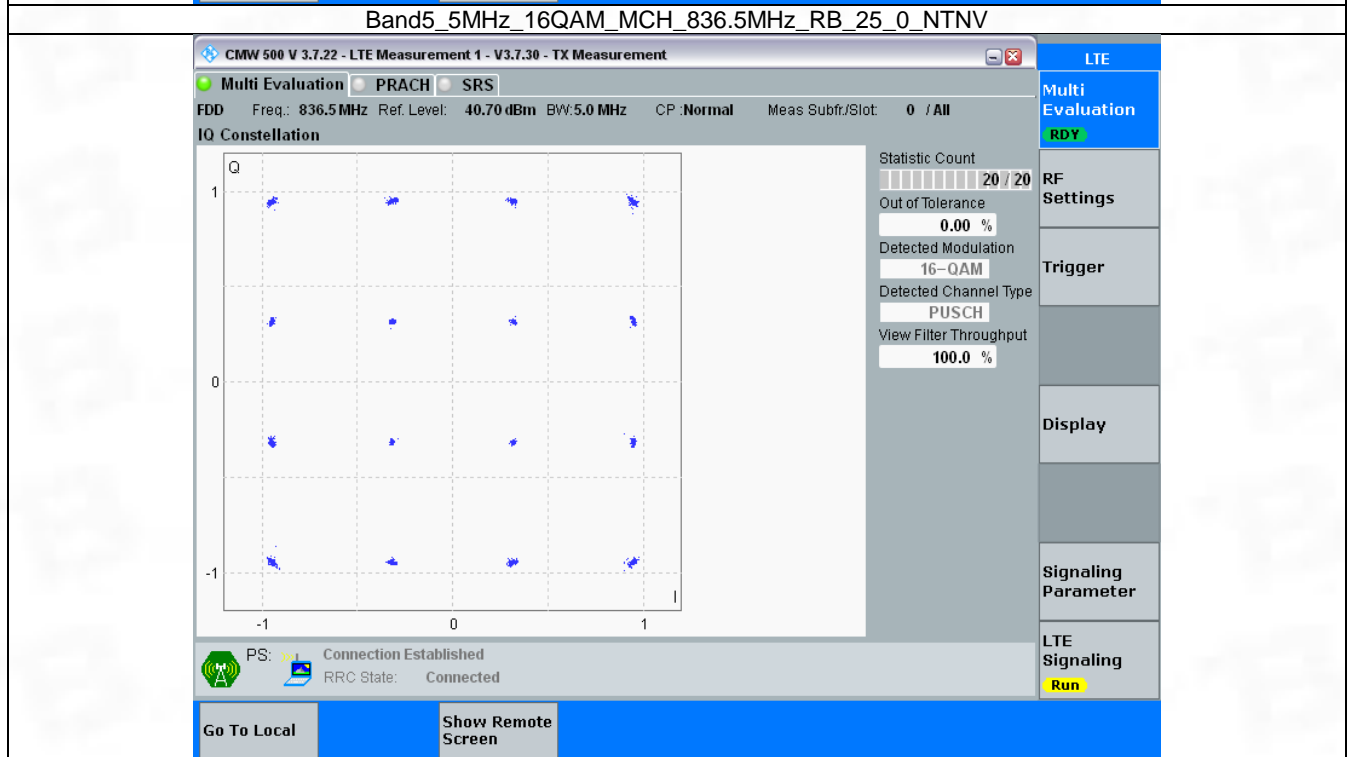 Band5_5MHz_16QAM_MCH_836.5MHz_RB_25_0_NTNV
CMW 500 V 3.7.22 - LTE Measurement 1 - V3.7.30 - TX Measurement
LTE
Multi Evaluation PRACH SRS
FDD Freq.: 836.5 MHz Ref. Level: 40.70 dBm BW: 5.0 MHz CP :Normal Meas Subfr./Slot: 0 / All
IQ Constellation
Q
1
0
-1
I
-1 0 1
Statistic Count
20 / 20
Out of Tolerance
0.00 %
Detected Modulation
16-QAM
Detected Channel Type
PUSCH
View Filter Throughput
100.0 %
Multi
Evaluation
RDY
RF
Settings
Trigger
Display
Signaling
Parameter
LTE
Signaling
Run
PS: Connection Established
RRC State: Connected
Go To Local
Show Remote
Screen